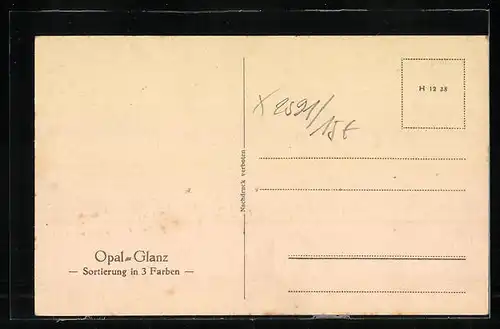 Opal=Glanz
— Sortierung in 3 Farben —
Nachdruck verboten
X 2591/15€
H 12 38